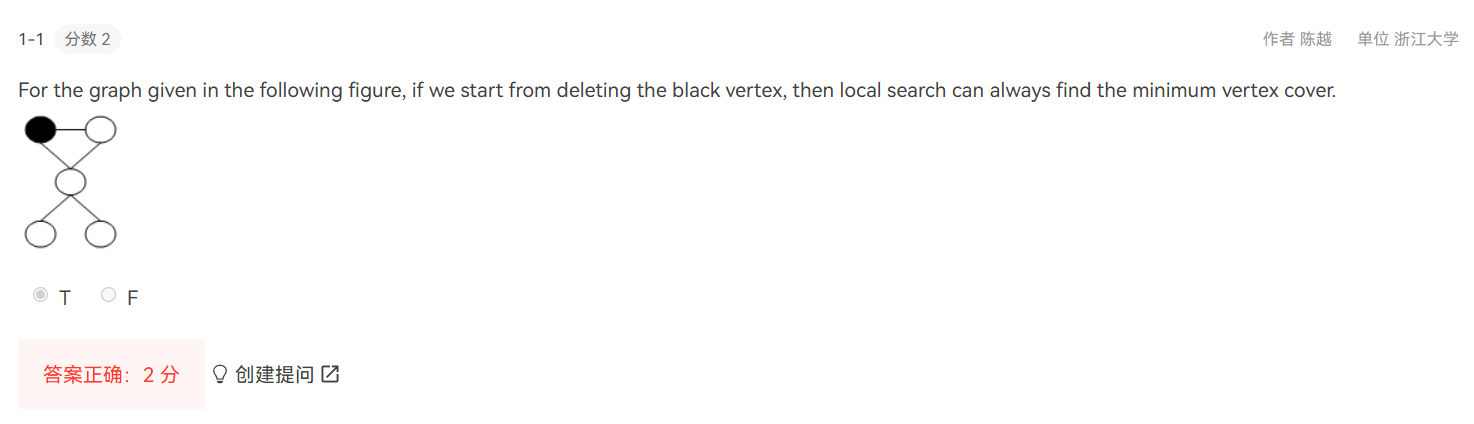 1-1 分数 2 作者 陈越 单位 浙江大学
For the graph given in the following figure, if we start from deleting the black vertex, then local search can always find the minimum vertex cover.
T F
答案正确：2 分 创建提问